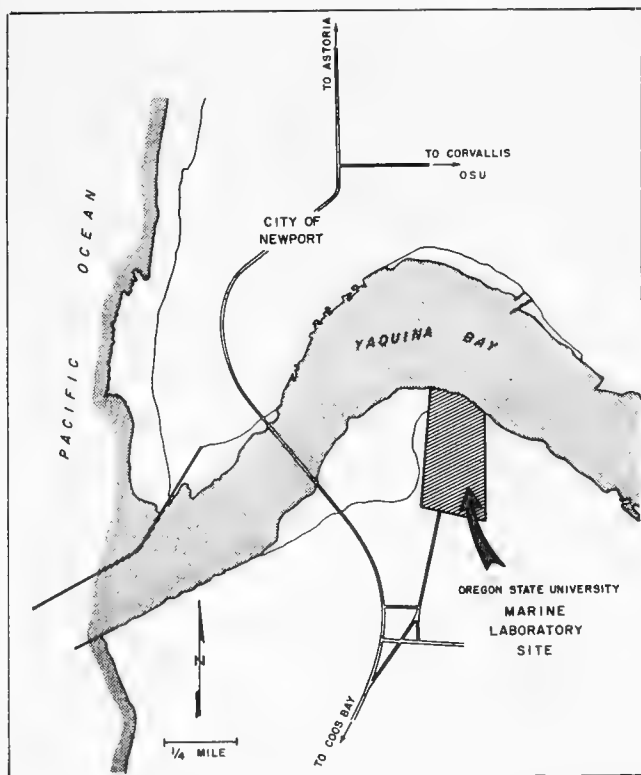 TO ASTORIA
TO CORVALLIS
OSU
CITY OF
NEWPORT
PACIFIC OCEAN
YAQUINA BAY
OREGON STATE UNIVERSITY
MARINE
LABORATORY
SITE
N
1/4 MILE
TO COOS BAY